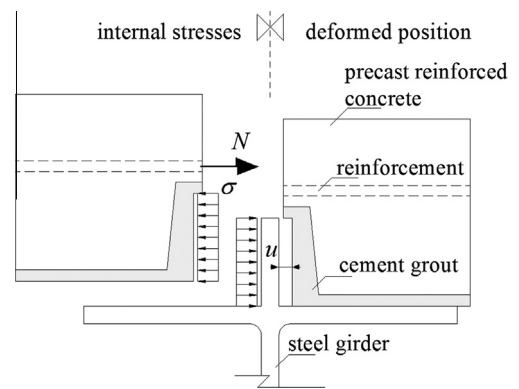 internal stresses
deformed position
precast reinforced
concrete
N
reinforcement
σ
u
cement grout
steel girder